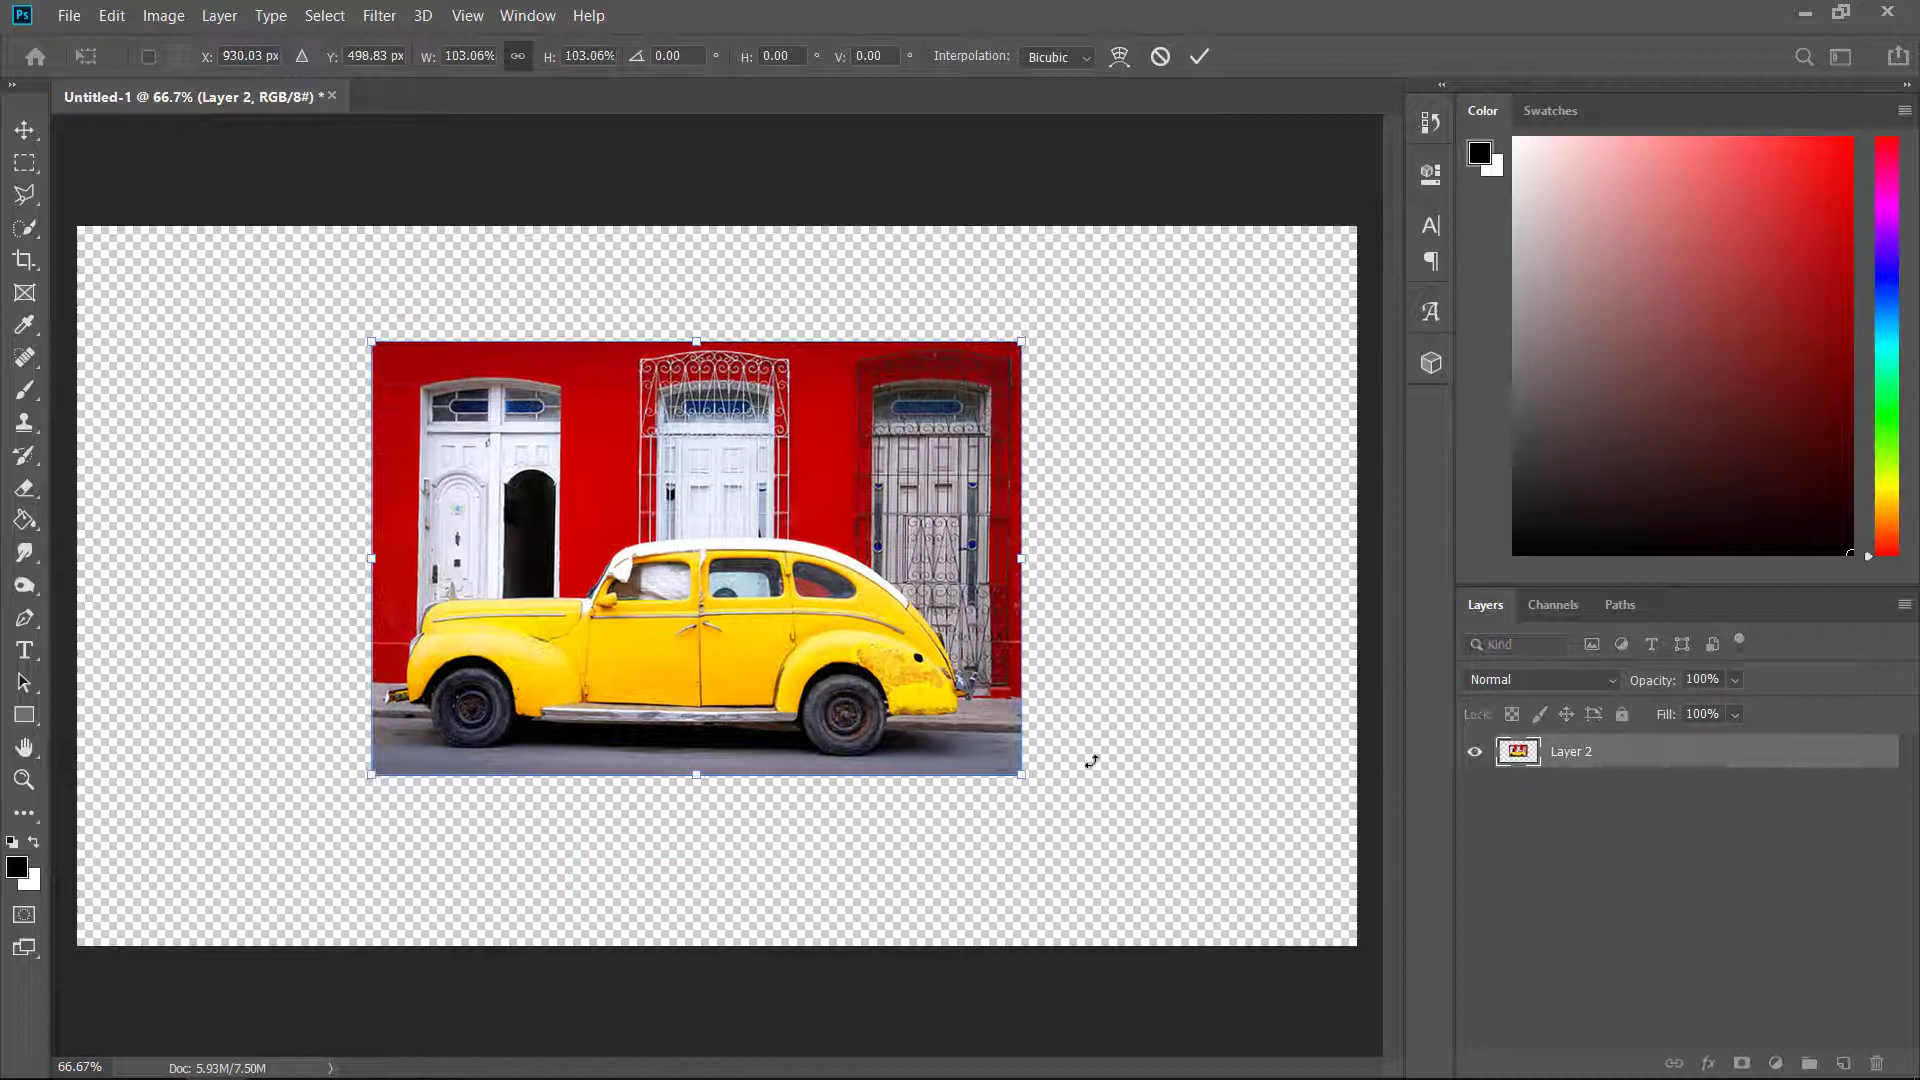 Ps File Edit Image Layer Type Select Filter 3D View Window Help
X: 930.03 px Y: 498.83 px W: 103.06% H: 103.06% 0.00 ° H: 0.00 ° V: 0.00 ° Interpolation: Bicubic
Untitled-1 @ 66.7% (Layer 2, RGB/8#) *
Color Swatches
Layers Channels Paths
Kind
Normal Opacity: 100%
Lock: Fill: 100%
Layer 2
fx
66.67% Doc: 5.93M/7.50M